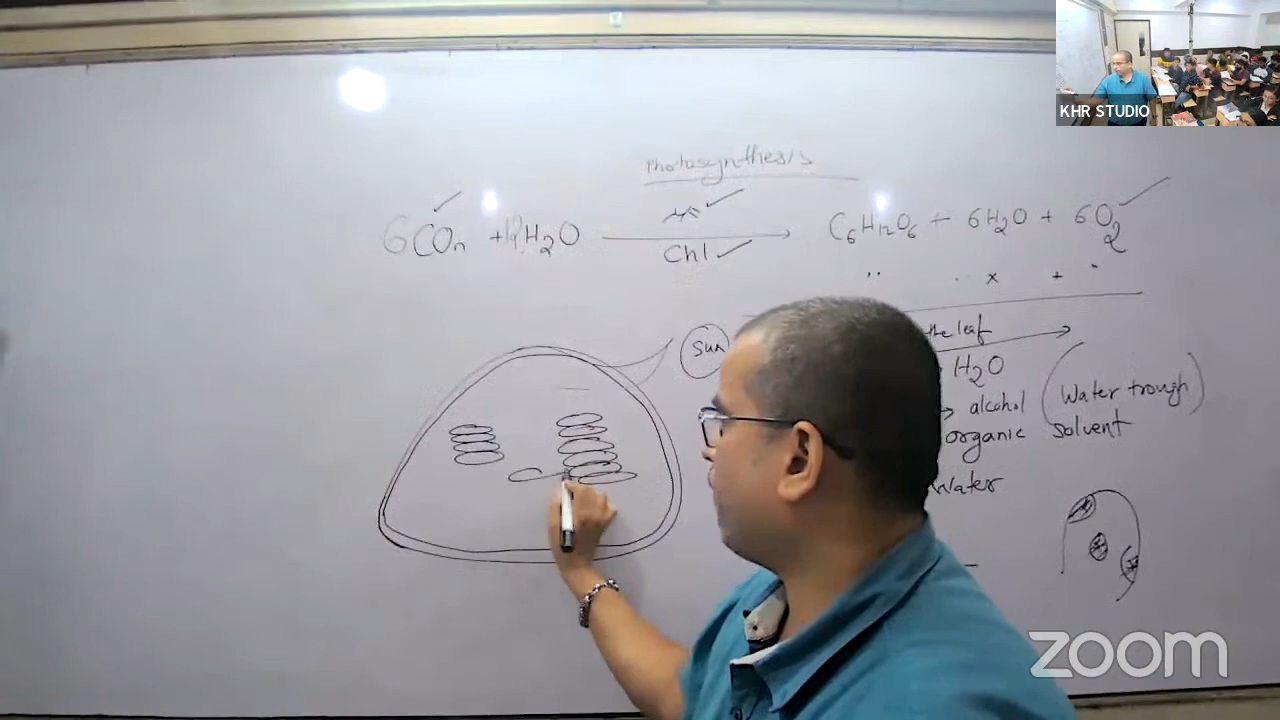 KHR STUDIO
Photosynthesis
6CO₂ + 12H₂O
Chl
C₆H₁₂O₆ + 6H₂O + 6O₂
x +
the leaf
Sun
H₂O
alcohol (Water trough)
organic solvent
Water
zoom